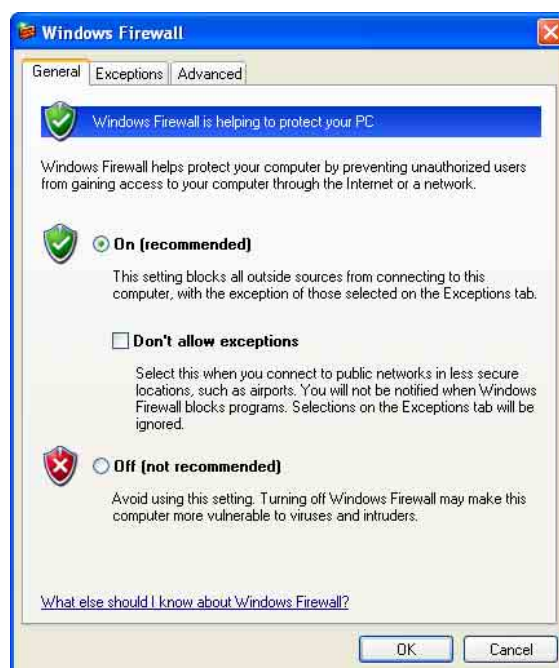 Windows Firewall
General Exceptions Advanced
Windows Firewall is helping to protect your PC
Windows Firewall helps protect your computer by preventing unauthorized users
from gaining access to your computer through the Internet or a network.
On (recommended)
This setting blocks all outside sources from connecting to this
computer, with the exception of those selected on the Exceptions tab.
Don't allow exceptions
Select this when you connect to public networks in less secure
locations, such as airports. You will not be notified when Windows
Firewall blocks programs. Selections on the Exceptions tab will be
ignored.
Off (not recommended)
Avoid using this setting. Turning off Windows Firewall may make this
computer more vulnerable to viruses and intruders.
What else should I know about Windows Firewall?
OK Cancel